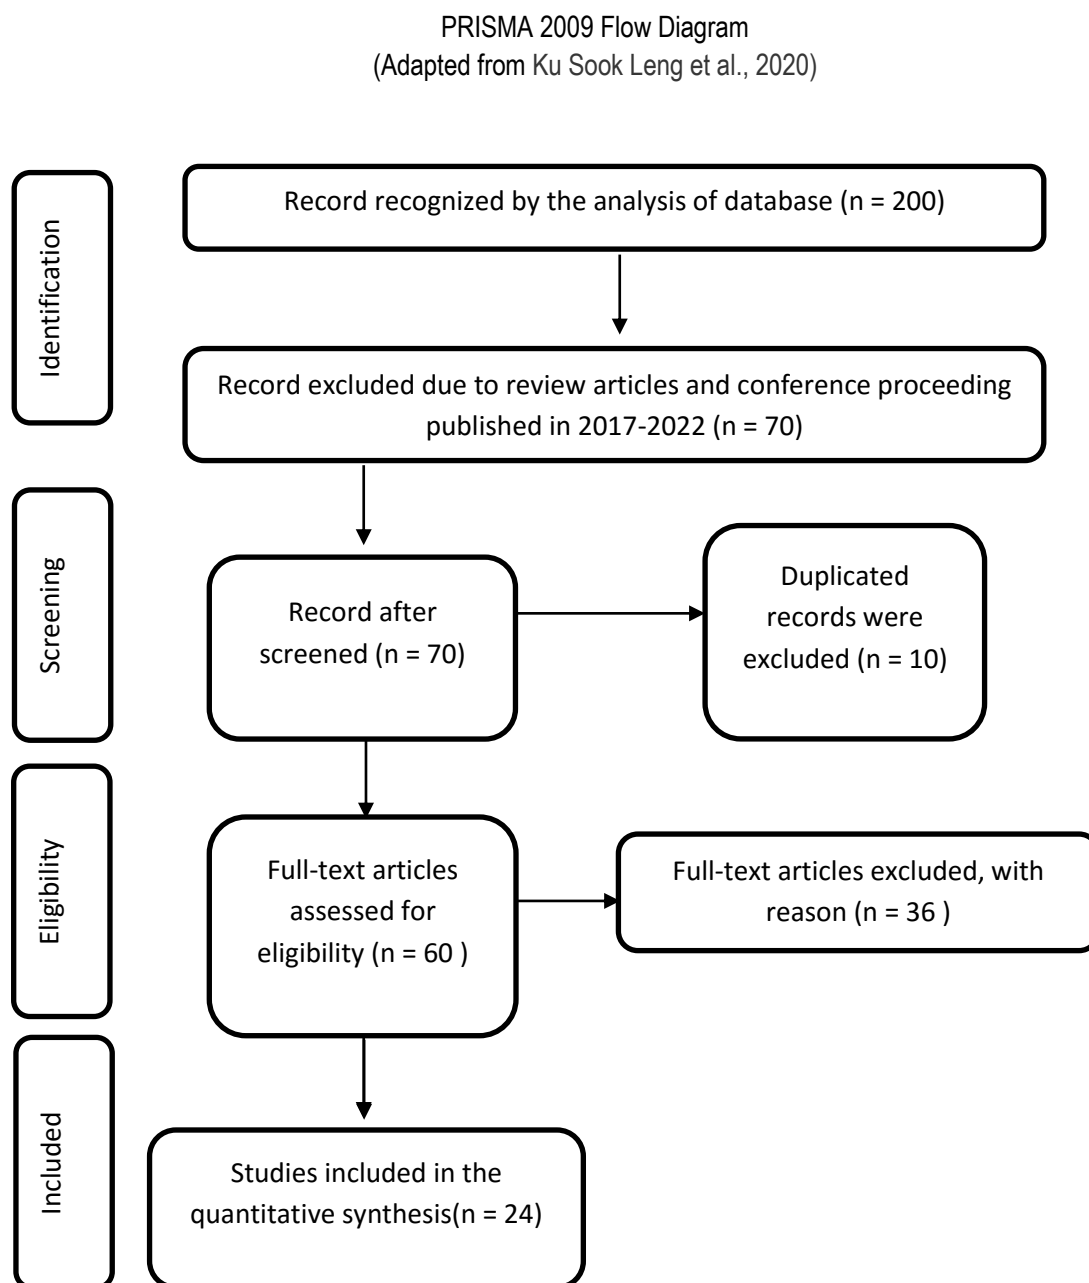 PRISMA 2009 Flow Diagram
(Adapted from Ku Sook Leng et al., 2020)
Identification
Record recognized by the analysis of database (n = 200)
Record excluded due to review articles and conference proceeding
published in 2017-2022 (n = 70)
Screening
Record after
screened (n = 70)
Duplicated
records were
excluded (n = 10)
Eligibility
Full-text articles
assessed for
eligibility (n = 60 )
Full-text articles excluded, with
reason (n = 36 )
Included
Studies included in the
quantitative synthesis(n = 24)